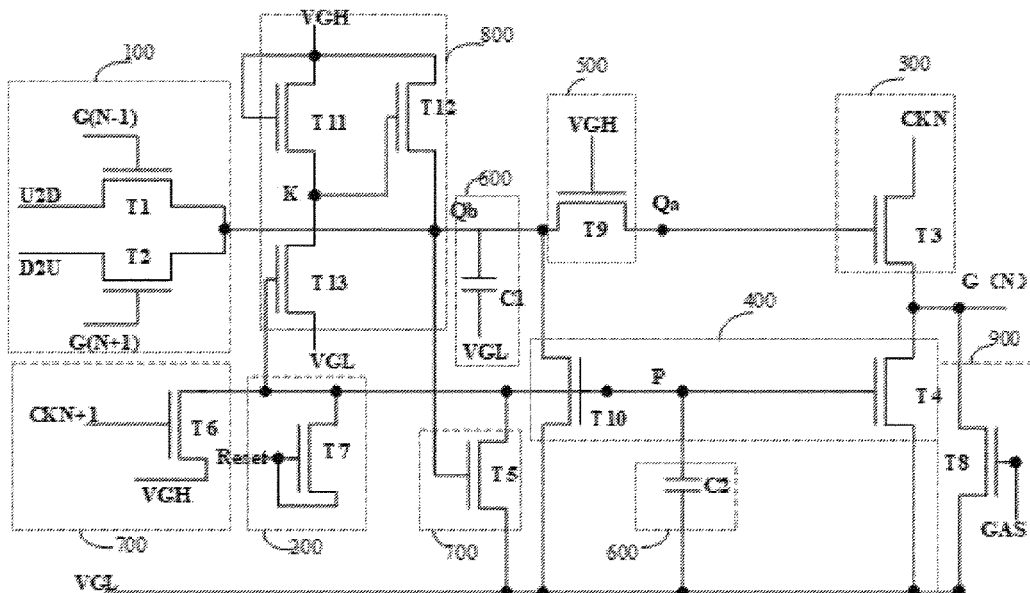 VGH
800
100
500
300
T11
T12
VGH
CKN
G(N-1)
600
U2D
T1
K
Qb
T9
Qa
T3
T2
D2U
T13
C1
G (N)
G(N+1)
VGL
VGL
400
900
P
CKN+1
T6
T7
T10
T4
Reset
T5
C2
T8
VGH
GAS
700
200
700
600
VGL